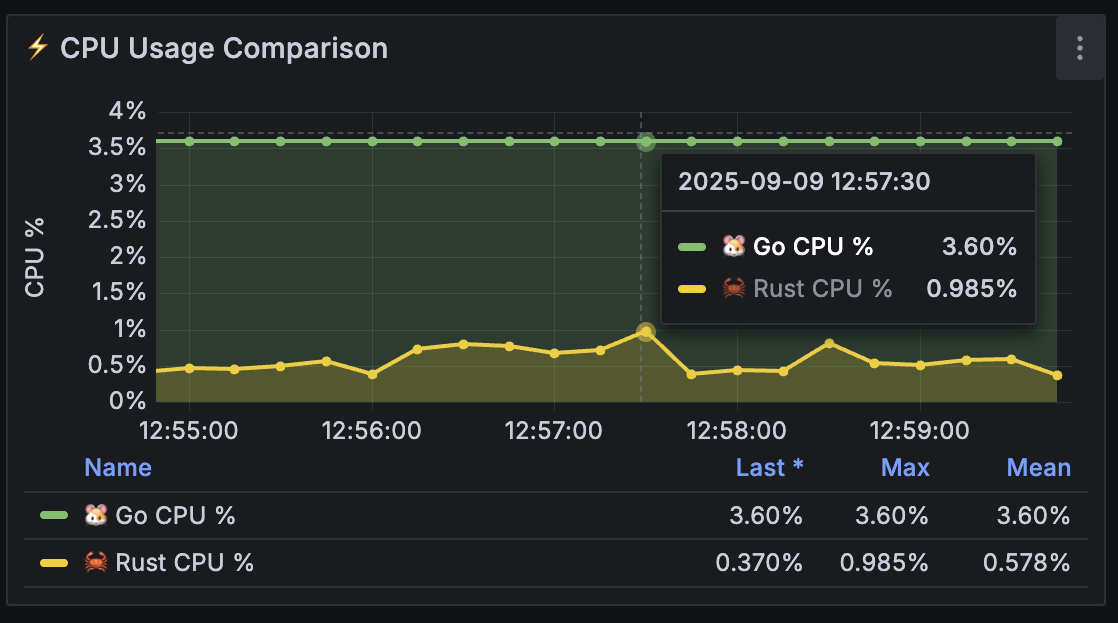 ⚡ CPU Usage Comparison
CPU %
4%
3.5%
3%
2.5%
2%
1.5%
1%
0.5%
0%
2025-09-09 12:57:30
🐹 Go CPU % 3.60%
🦀 Rust CPU % 0.985%
12:55:00 12:56:00 12:57:00 12:58:00 12:59:00
Name Last * Max Mean
🐹 Go CPU % 3.60% 3.60% 3.60%
🦀 Rust CPU % 0.370% 0.985% 0.578%